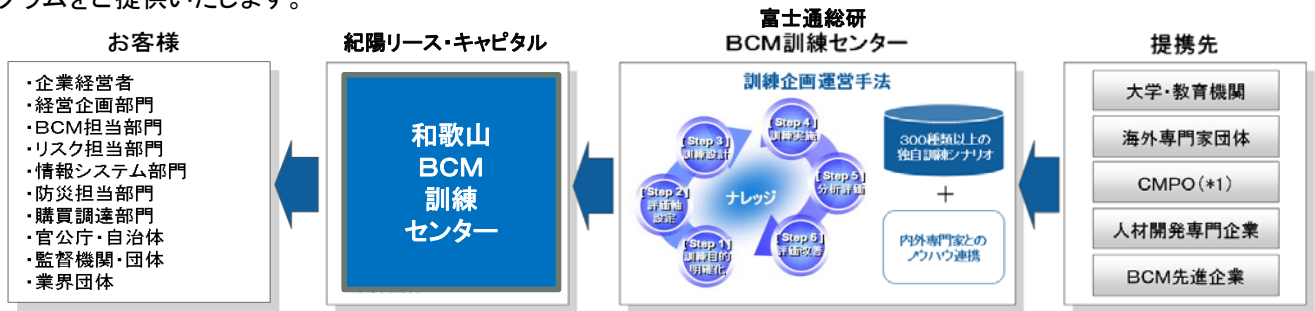 グラムをご提供いたします。
お客様
・企業経営者
・経営企画部門
・BCM担当部門
・リスク担当部門
・情報システム部門
・防災担当部門
・購買調達部門
・官公庁・自治体
・監督機関・団体
・業界団体
紀陽リース・キャピタル
和歌山
BCM
訓練
センター
富士通総研
BCM訓練センター
訓練企画運営手法
[Step 1]
訓練目的
明確化
[Step 2]
評価軸
設定
[Step 3]
訓練設計
[Step 4]
訓練実施
[Step 5]
分析評価
[Step 6]
評価改善
ナレッジ
300種類以上の
独自訓練シナリオ
+
内外専門家との
ノウハウ連携
提携先
大学・教育機関
海外専門家団体
CMPO(*1)
人材開発専門企業
BCM先進企業